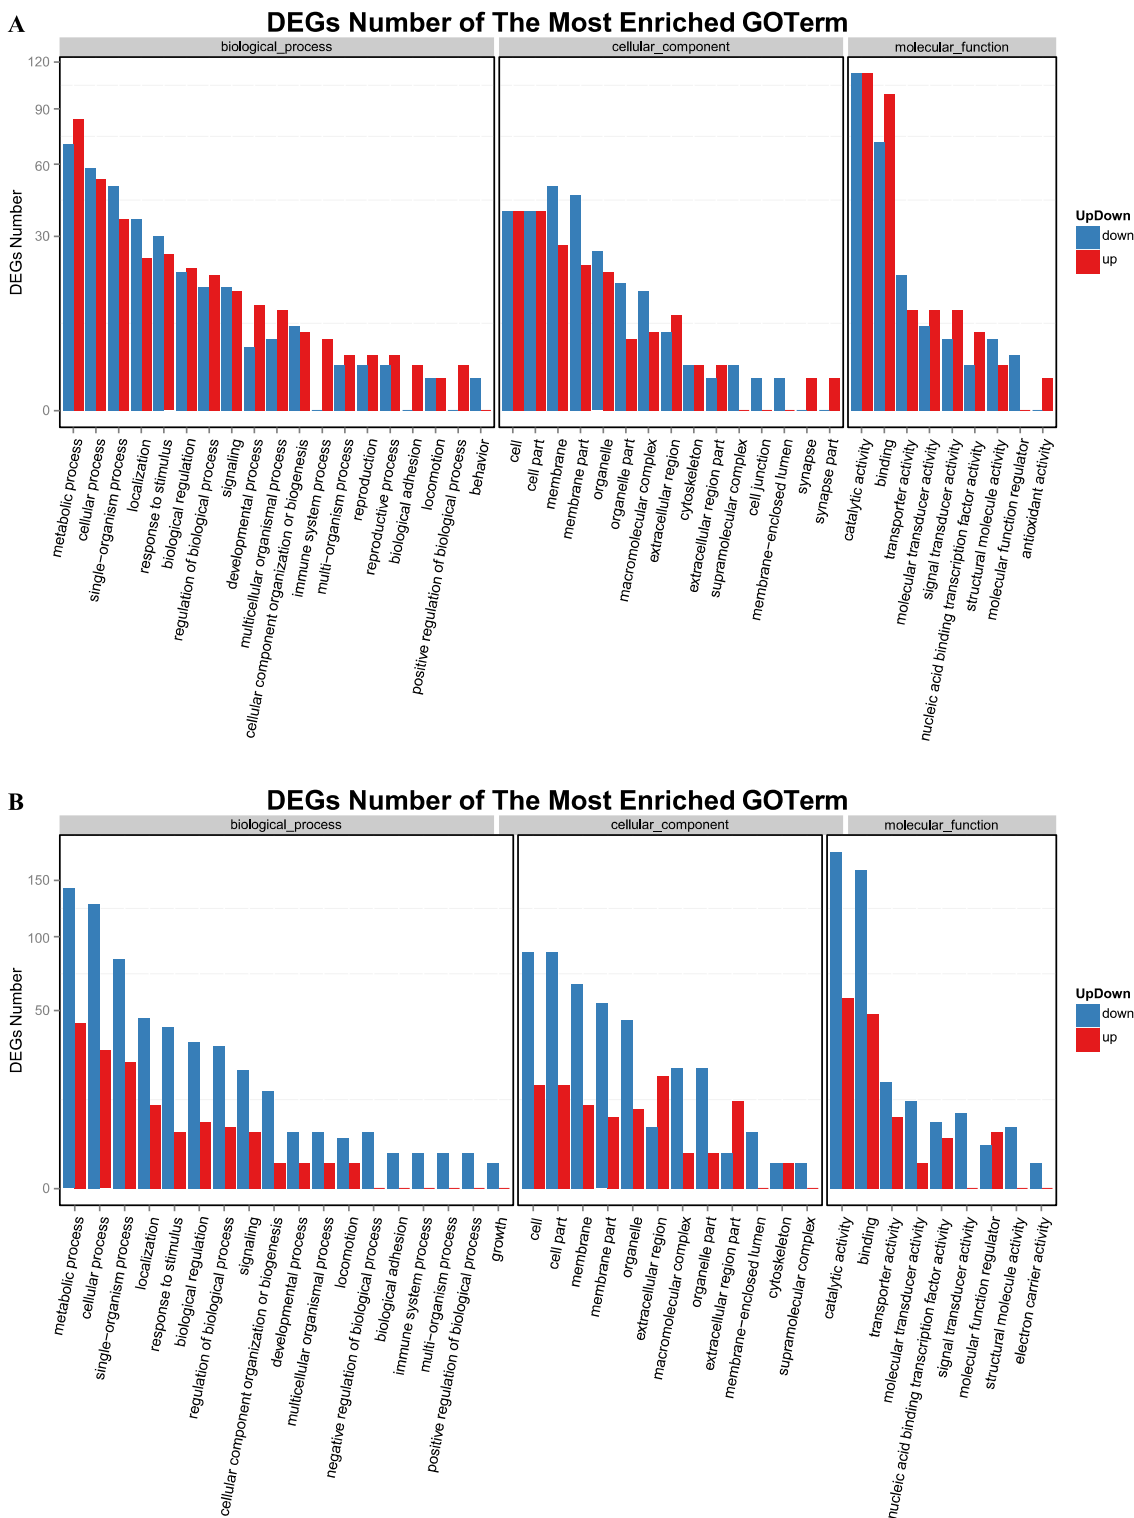 A
DEGs Number of The Most Enriched GOTerm
biological_process
cellular_component
molecular_function
120
90
60
30
0
DEGs Number
UpDown
down
up
metabolic process
cellular process
single−organism process
localization
response to stimulus
biological regulation
regulation of biological process
signaling
developmental process
multicellular organismal process
cellular component organization or biogenesis
immune system process
multi−organism process
reproduction
reproductive process
biological adhesion
locomotion
positive regulation of biological process
behavior
cell
cell part
membrane
membrane part
organelle
organelle part
macromolecular complex
extracellular region
cytoskeleton
extracellular region part
supramolecular complex
cell junction
membrane−enclosed lumen
synapse
synapse part
catalytic activity
binding
transporter activity
molecular transducer activity
signal transducer activity
nucleic acid binding transcription factor activity
structural molecule activity
molecular function regulator
antioxidant activity
B
DEGs Number of The Most Enriched GOTerm
biological_process
cellular_component
molecular_function
150
100
50
0
DEGs Number
UpDown
down
up
metabolic process
cellular process
single−organism process
localization
response to stimulus
biological regulation
regulation of biological process
signaling
cellular component organization or biogenesis
developmental process
multicellular organismal process
locomotion
negative regulation of biological process
biological adhesion
immune system process
multi−organism process
positive regulation of biological process
growth
cell
cell part
membrane
membrane part
organelle
extracellular region
macromolecular complex
organelle part
extracellular region part
membrane−enclosed lumen
cytoskeleton
supramolecular complex
catalytic activity
binding
transporter activity
molecular transducer activity
nucleic acid binding transcription factor activity
signal transducer activity
molecular function regulator
structural molecule activity
electron carrier activity